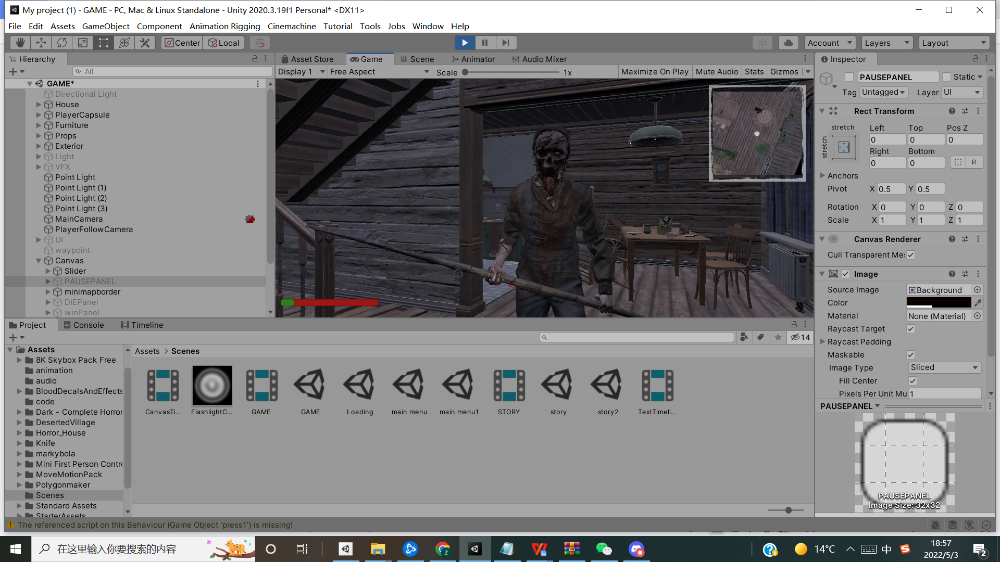 My project (1) - GAME - PC, Mac & Linux Standalone - Unity 2020.3.19f1 Personal* <DX11>
File Edit Assets GameObject Component Animation Rigging Cinemachine Tutorial Tools Jobs Window Help
Center Local Account Layers Layout
Hierarchy
All
GAME*
Directional Light
House
PlayerCapsule
Furniture
Props
Exterior
Light
VFX
Point Light
Point Light (1)
Point Light (2)
Point Light (3)
MainCamera
PlayerFollowCamera
UI
waypoint
Canvas
Slider
PAUSEPANEL
minimapborder
DIEPanel
winPanel
Asset Store Game Scene Animator Audio Mixer
Display 1 Free Aspect Scale 1x Maximize On Play Mute Audio Stats Gizmos
Inspector
PAUSEPANEL Static
Tag Untagged Layer UI
Rect Transform
stretch Left Top Pos Z
stretch
0 0 0
Right Bottom
0 0 R
Anchors
Pivot X 0.5 Y 0.5
Rotation X 0 Y 0 Z 0
Scale X 1 Y 1 Z 1
Canvas Renderer
Cull Transparent Me
Image
Source Image Background
Color
Material None (Material)
Raycast Target
Raycast Padding
Maskable
Image Type Sliced
Fill Center
Pixels Per Unit Mu 1
PAUSEPANEL
PAUSEPANEL
Image Size: 32x32
Project Console Timeline
14
Assets
8K Skybox Pack Free
animation
audio
BloodDecalsAndEffects
code
Dark - Complete Horror
DesertedVillage
Horror_House
Knife
markybola
Mini First Person Contro
MoveMotionPack
Polygonmaker
Scenes
Standard Assets
StarterAssets
Assets > Scenes
CanvasTi... FlashlightC... GAME GAME Loading main menu main menu1 STORY story story2 TextTimeli...
The referenced script on this Behaviour (Game Object 'press1') is missing!
在这里输入你要搜索的内容
14°C 中 18:57
2022/5/3
2